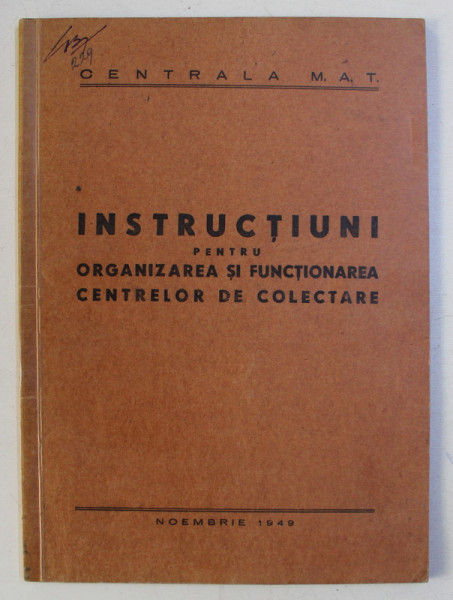 CENTRALA M.A.T.
INSTRUCȚIUNI
PENTRU
ORGANIZAREA ȘI FUNCȚIONAREA
CENTRELOR DE COLECTARE
NOEMBRIE 1949